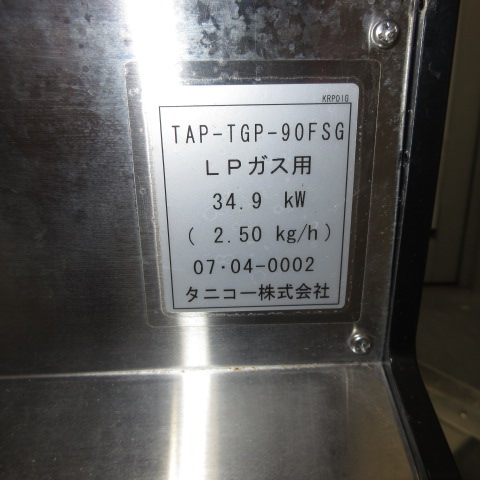 KRP01G
TAP-TGP-90FSG
LPガス用
34.9 kW
( 2.50 kg/h )
07・04-0002
タニコー株式会社